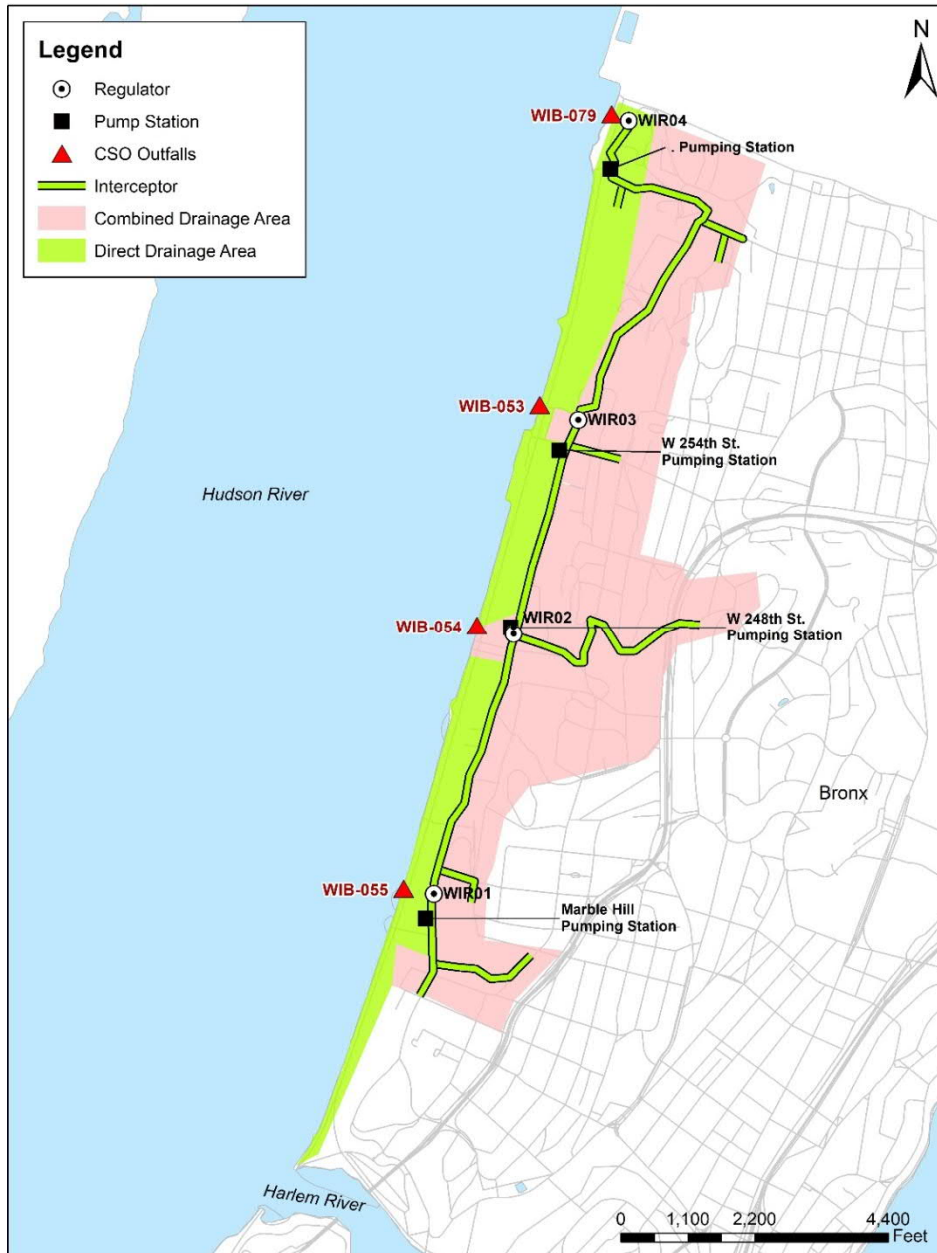 Legend
Regulator
Pump Station
CSO Outfalls
Interceptor
Combined Drainage Area
Direct Drainage Area
N
WIB-079
WIR04
. Pumping Station
WIB-053
WIR03
W 254th St.
Pumping Station
Hudson River
WIB-054
WIR02
W 248th St.
Pumping Station
Bronx
WIB-055
WIR01
Marble Hill
Pumping Station
Harlem River
0 1,100 2,200 4,400
Feet